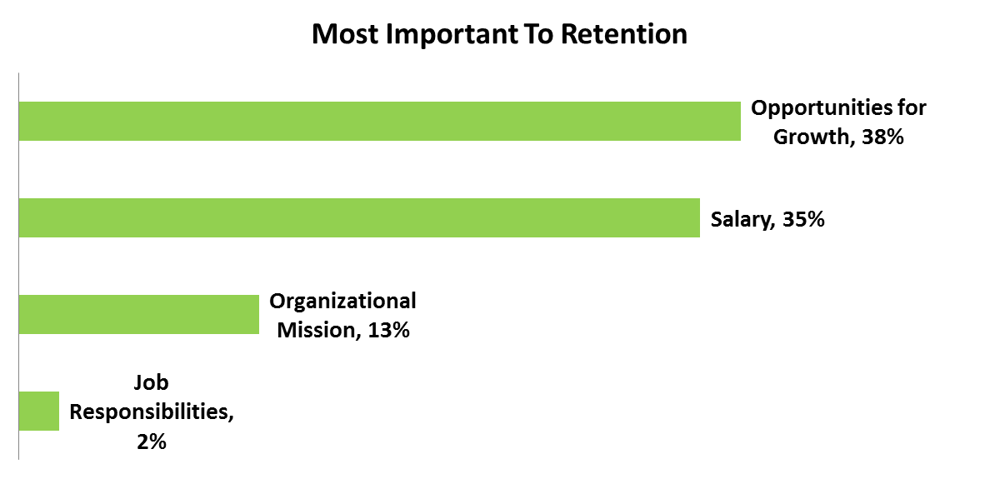 Most Important To Retention
Opportunities for
Growth, 38%
Salary, 35%
Organizational
Mission, 13%
Job
Responsibilities,
2%